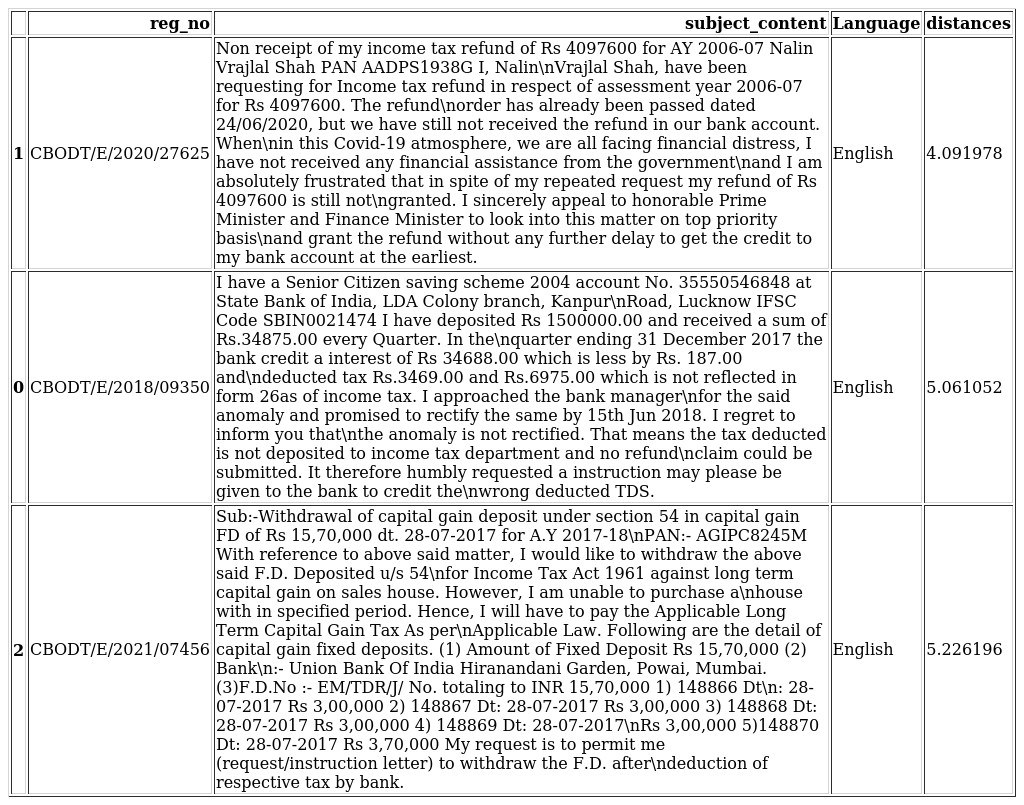 reg_no subject_content Language distances
Non receipt of my income tax refund of Rs 4097600 for AY 2006-07 Nalin
Vrajlal Shah PAN AADPS1938G I, Nalin\nVrajlal Shah, have been
requesting for Income tax refund in respect of assessment year 2006-07
for Rs 4097600. The refund\norder has already been passed dated
24/06/2020, but we have still not received the refund in our bank account.
When\nin this Covid-19 atmosphere, we are all facing financial distress, I
1 CBODT/E/2020/27625 have not received any financial assistance from the government\nand I am English 4.091978
absolutely frustrated that in spite of my repeated request my refund of Rs
4097600 is still not\ngranted. I sincerely appeal to honorable Prime
Minister and Finance Minister to look into this matter on top priority
basis\nand grant the refund without any further delay to get the credit to
my bank account at the earliest.
I have a Senior Citizen saving scheme 2004 account No. 35550546848 at
State Bank of India, LDA Colony branch, Kanpur\nRoad, Lucknow IFSC
Code SBIN0021474 I have deposited Rs 1500000.00 and received a sum of
Rs.34875.00 every Quarter. In the\nquarter ending 31 December 2017 the
bank credit a interest of Rs 34688.00 which is less by Rs. 187.00
and\ndeducted tax Rs.3469.00 and Rs.6975.00 which is not reflected in
0 CBODT/E/2018/09350 form 26as of income tax. I approached the bank manager\nfor the said English 5.061052
anomaly and promised to rectify the same by 15th Jun 2018. I regret to
inform you that\nthe anomaly is not rectified. That means the tax deducted
is not deposited to income tax department and no refund\nclaim could be
submitted. It therefore humbly requested a instruction may please be
given to the bank to credit the\nwrong deducted TDS.
Sub:-Withdrawal of capital gain deposit under section 54 in capital gain
FD of Rs 15,70,000 dt. 28-07-2017 for A.Y 2017-18\nPAN:- AGIPC8245M
With reference to above said matter, I would like to withdraw the above
said F.D. Deposited u/s 54\nfor Income Tax Act 1961 against long term
capital gain on sales house. However, I am unable to purchase a\nhouse
with in specified period. Hence, I will have to pay the Applicable Long
Term Capital Gain Tax As per\nApplicable Law. Following are the detail of
2 CBODT/E/2021/07456 capital gain fixed deposits. (1) Amount of Fixed Deposit Rs 15,70,000 (2) English 5.226196
Bank\n:- Union Bank Of India Hiranandani Garden, Powai, Mumbai.
(3)F.D.No :- EM/TDR/J/ No. totaling to INR 15,70,000 1) 148866 Dt\n: 28-
07-2017 Rs 3,00,000 2) 148867 Dt: 28-07-2017 Rs 3,00,000 3) 148868 Dt:
28-07-2017 Rs 3,00,000 4) 148869 Dt: 28-07-2017\nRs 3,00,000 5)148870
Dt: 28-07-2017 Rs 3,70,000 My request is to permit me
(request/instruction letter) to withdraw the F.D. after\ndeduction of
respective tax by bank.